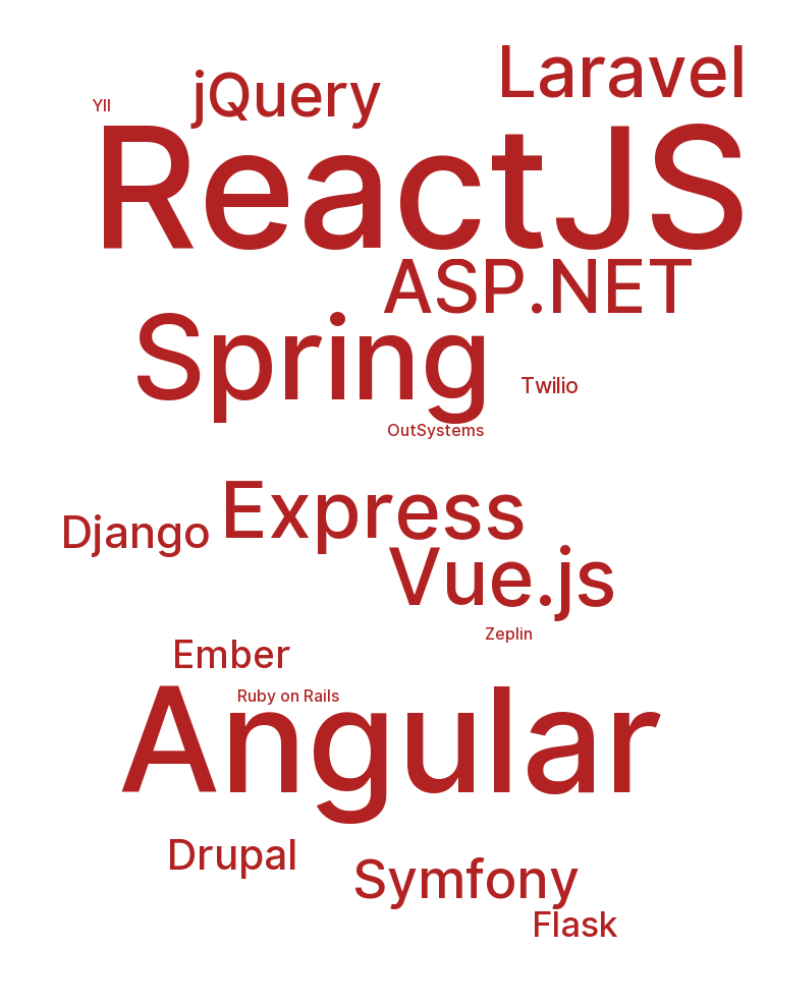 Laravel
jQuery
YII
ReactJS
ASP.NET
Spring
Twilio
OutSystems
Express
Django
Vue.js
Zeplin
Ember
Ruby on Rails
Angular
Drupal
Symfony
Flask